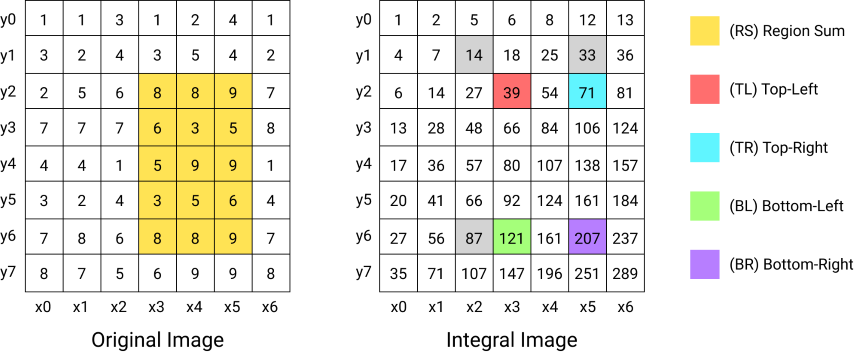 y0 1 1 3 1 2 4 1
y1 3 2 4 3 5 4 2
y2 2 5 6 8 8 9 7
y3 7 7 7 6 3 5 8
y4 4 4 1 5 9 9 1
y5 3 2 4 3 5 6 4
y6 7 8 6 8 8 9 7
y7 8 7 5 6 9 9 8
x0 x1 x2 x3 x4 x5 x6
Original Image
y0 1 2 5 6 8 12 13
y1 4 7 14 18 25 33 36
y2 6 14 27 39 54 71 81
y3 13 28 48 66 84 106 124
y4 17 36 57 80 107 138 157
y5 20 41 66 92 124 161 184
y6 27 56 87 121 161 207 237
y7 35 71 107 147 196 251 289
x0 x1 x2 x3 x4 x5 x6
Integral Image
(RS) Region Sum
(TL) Top-Left
(TR) Top-Right
(BL) Bottom-Left
(BR) Bottom-Right